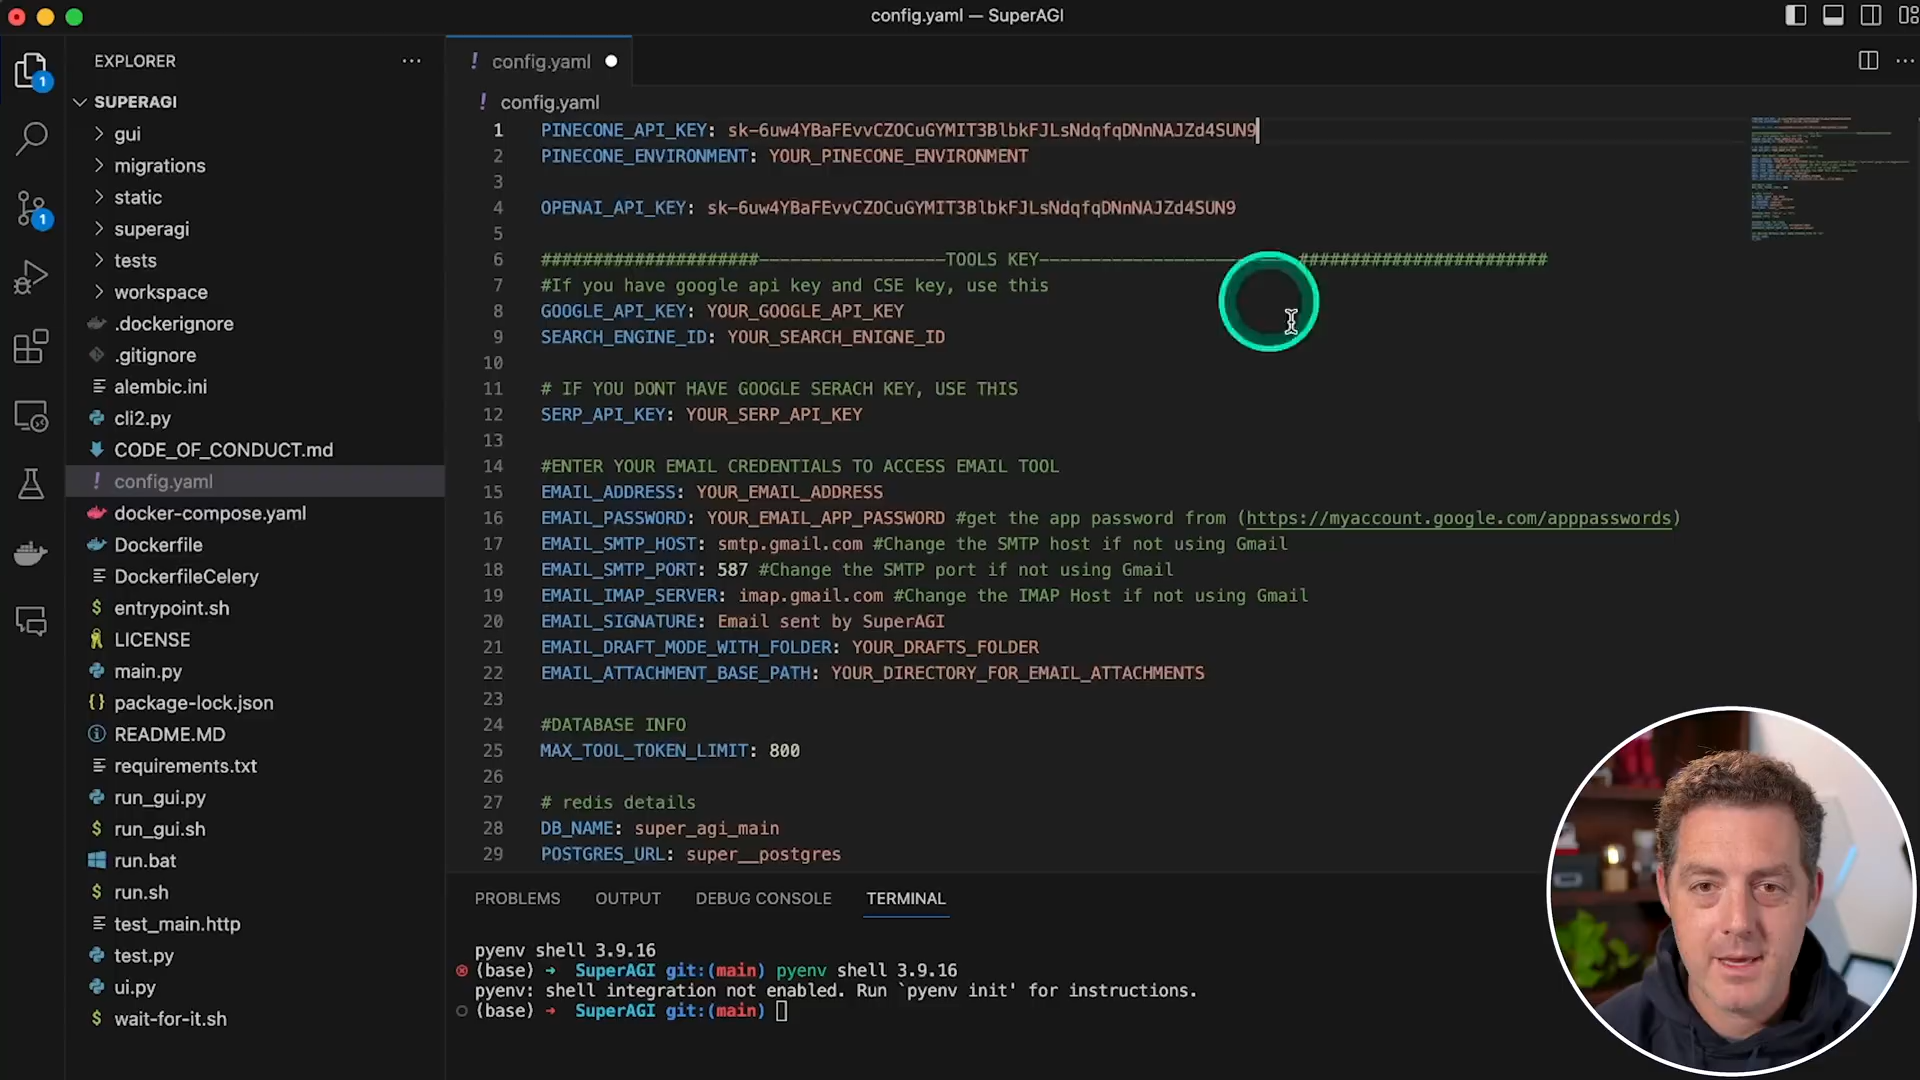 config.yaml — SuperAGI
EXPLORER
SUPERAGI
gui
migrations
static
superagi
tests
workspace
.dockerignore
.gitignore
alembic.ini
cli2.py
CODE_OF_CONDUCT.md
config.yaml
docker-compose.yaml
Dockerfile
DockerfileCelery
entrypoint.sh
LICENSE
main.py
package-lock.json
README.MD
requirements.txt
run_gui.py
run_gui.sh
run.bat
run.sh
test_main.http
test.py
ui.py
wait-for-it.sh
1
1
! config.yaml
! config.yaml
1 PINECONE_API_KEY: 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
2 PINECONE_ENVIRONMENT: YOUR_PINECONE_ENVIRONMENT
3
4 OPENAI_API_KEY: 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
5
6 #####################------------------TOOLS KEY------------------------- ########################
7 #If you have google api key and CSE key, use this
8 GOOGLE_API_KEY: YOUR_GOOGLE_API_KEY
9 SEARCH_ENGINE_ID: YOUR_SEARCH_ENIGNE_ID
10
11 # IF YOU DONT HAVE GOOGLE SERACH KEY, USE THIS
12 SERP_API_KEY: YOUR_SERP_API_KEY
13
14 #ENTER YOUR EMAIL CREDENTIALS TO ACCESS EMAIL TOOL
15 EMAIL_ADDRESS: YOUR_EMAIL_ADDRESS
16 EMAIL_PASSWORD: YOUR_EMAIL_APP_PASSWORD #get the app password from (https://myaccount.google.com/apppasswords)
17 EMAIL_SMTP_HOST: smtp.gmail.com #Change the SMTP host if not using Gmail
18 EMAIL_SMTP_PORT: 587 #Change the SMTP port if not using Gmail
19 EMAIL_IMAP_SERVER: imap.gmail.com #Change the IMAP Host if not using Gmail
20 EMAIL_SIGNATURE: Email sent by SuperAGI
21 EMAIL_DRAFT_MODE_WITH_FOLDER: YOUR_DRAFTS_FOLDER
22 EMAIL_ATTACHMENT_BASE_PATH: YOUR_DIRECTORY_FOR_EMAIL_ATTACHMENTS
23
24 #DATABASE INFO
25 MAX_TOOL_TOKEN_LIMIT: 800
26
27 # redis details
28 DB_NAME: super_agi_main
29 POSTGRES_URL: super__postgres
PROBLEMS OUTPUT DEBUG CONSOLE TERMINAL
pyenv shell 3.9.16
(base) ➜ SuperAGI git:(main) pyenv shell 3.9.16
pyenv: shell integration not enabled. Run `pyenv init' for instructions.
(base) ➜ SuperAGI git:(main)